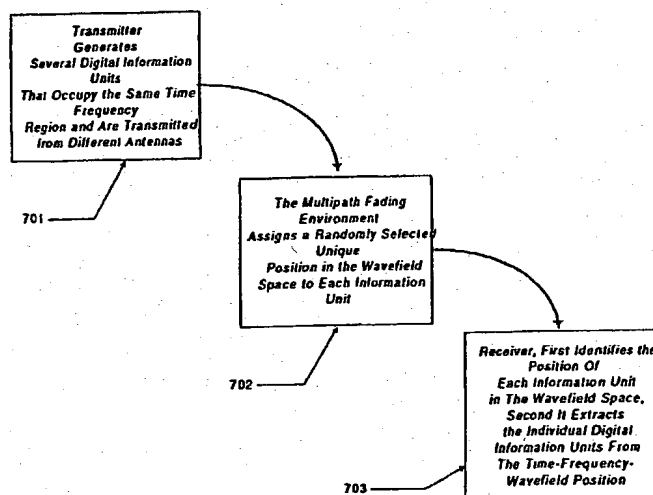 Transmitter
Generates
Several Digital Information
Units
That Occupy the Same Time
Frequency
Region and Are Transmitted
from Different Antennas
701
The Multipath Fading
Environment
Assigns a Randomly Selected
Unique
Position in the Wavefield
Space to Each Information
Unit
702
Receiver, First Identifies the
Position Of
Each Information Unit
in The Wavefield Space,
Second It Extracts
the Individual Digital
Information Units From
The Time-Frequency-
Wavefield Position
703